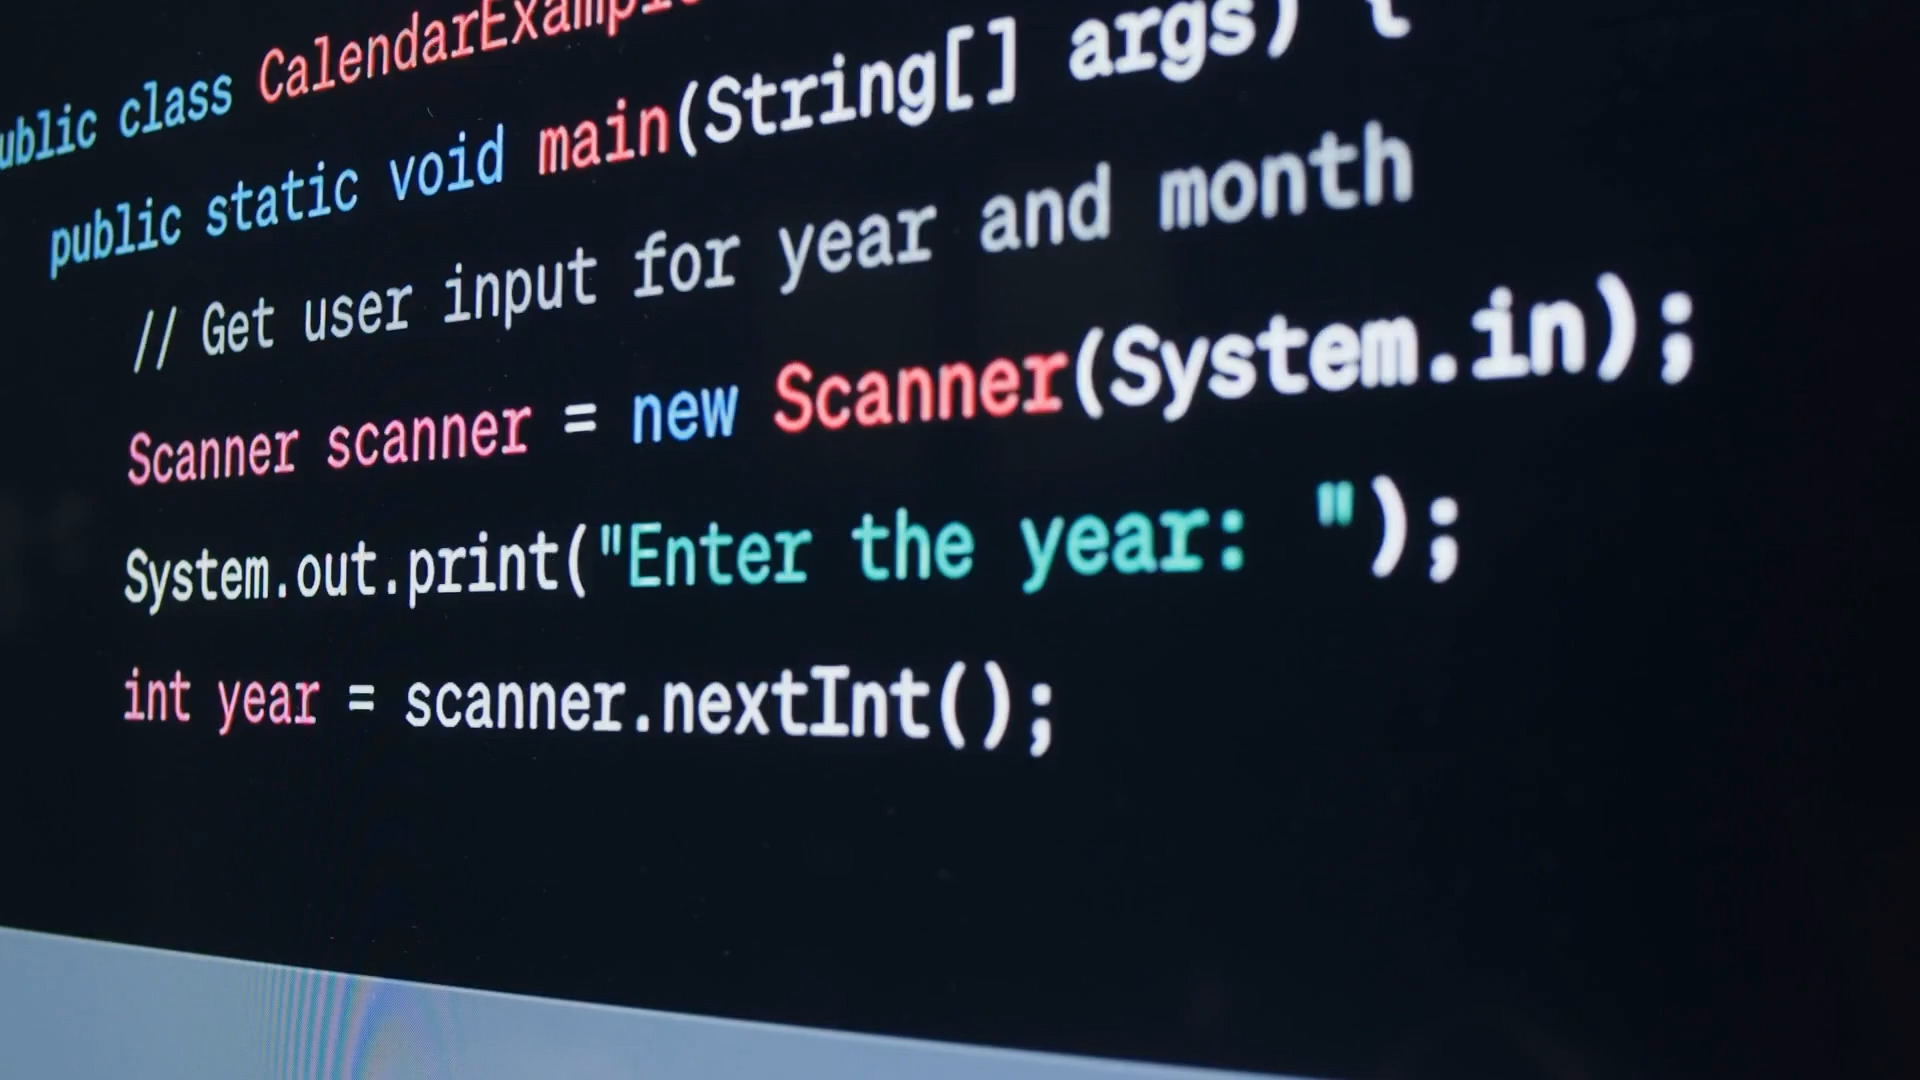 ublic class CalendarExample
public static void main(String[] args) {
// Get user input for year and month
Scanner scanner = new Scanner(System.in);
System.out.print("Enter the year: ");
int year = scanner.nextInt();